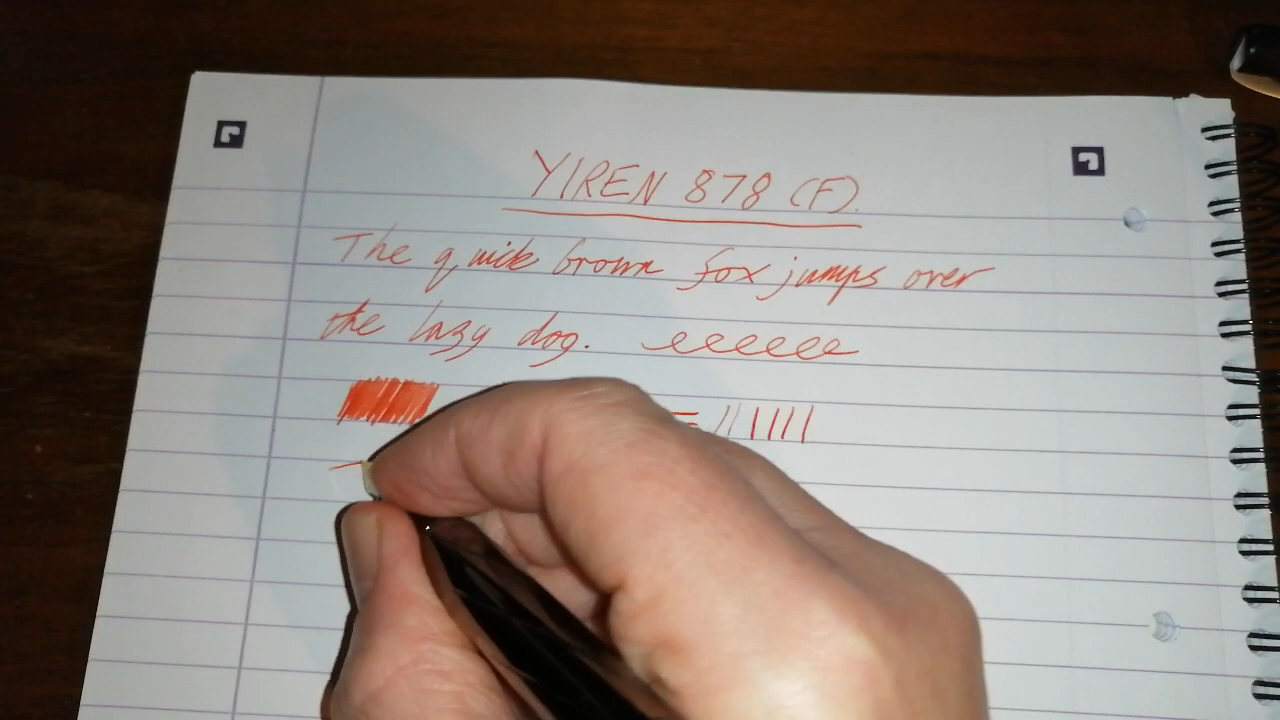 YIREN 878 (F).
The quick brown fox jumps over
the lazy dog. eeeeee